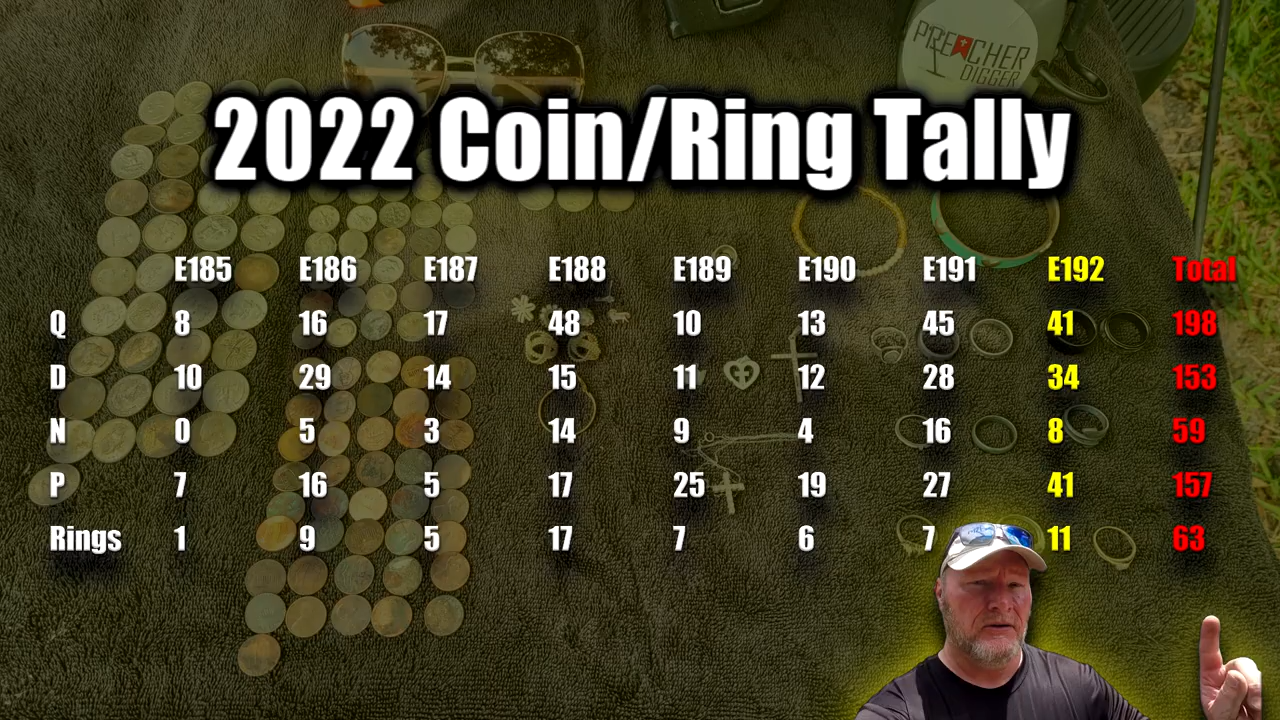 PREACHER
DIGGER
2022 Coin/Ring Tally
E185 E186 E187 E188 E189 E190 E191 E192 Total
Q 8 16 17 48 10 13 45 41 198
D 10 29 14 15 11 12 28 34 153
N 0 5 3 14 9 4 16 8 59
P 7 16 5 17 25 19 27 41 157
Rings 1 9 5 17 7 6 7 11 63